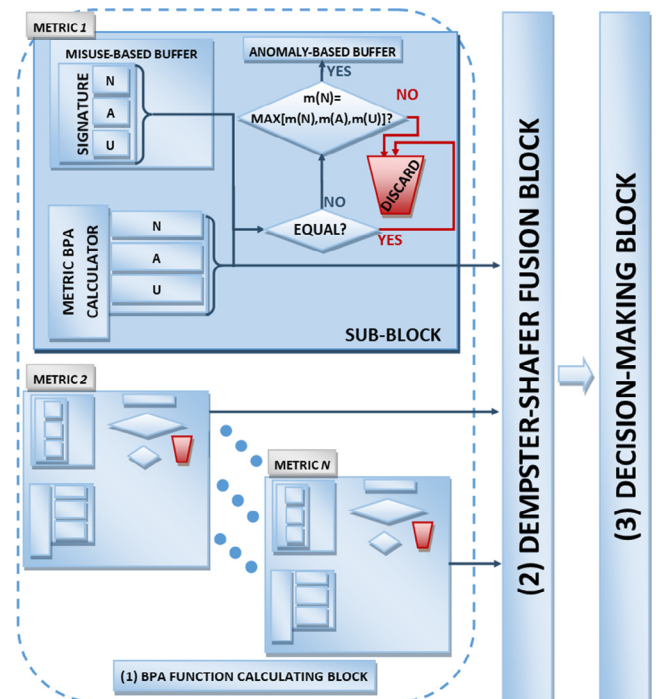 METRIC 1
MISUSE-BASED BUFFER
SIGNATURE
N
A
U
ANOMALY-BASED BUFFER
YES
m(N)=
MAX[m(N),m(A),m(U)]?
NO
DISCARD
NO
EQUAL?
YES
METRIC BPA
CALCULATOR
N
A
U
SUB-BLOCK
METRIC 2
METRIC N
(1) BPA FUNCTION CALCULATING BLOCK
(2) DEMPSTER-SHAFER FUSION BLOCK
(3) DECISION-MAKING BLOCK